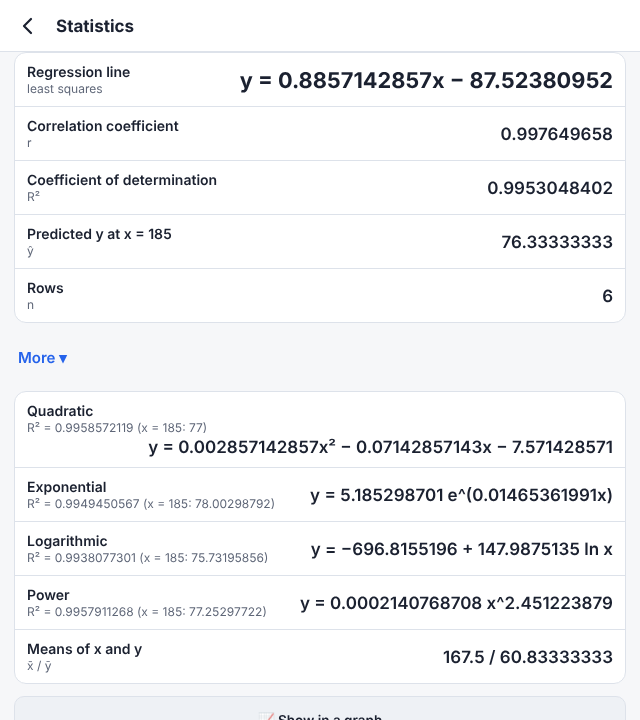 Statistics
Regression line
least squares
y = 0.8857142857x − 87.52380952
Correlation coefficient
r
0.997649658
Coefficient of determination
R²
0.9953048402
Predicted y at x = 185
ŷ
76.33333333
Rows
n
6
More ▾
Quadratic
R² = 0.9958572119 (x = 185: 77)
y = 0.002857142857x² − 0.07142857143x − 7.571428571
Exponential
R² = 0.9949450567 (x = 185: 78.00298792)
y = 5.185298701 e^(0.01465361991x)
Logarithmic
R² = 0.9938077301 (x = 185: 75.73195856)
y = −696.8155196 + 147.9875135 ln x
Power
R² = 0.9957911268 (x = 185: 77.25297722)
y = 0.0002140768708 x^2.451223879
Means of x and y
x̄ / ȳ
167.5 / 60.83333333
📈 Show in a graph